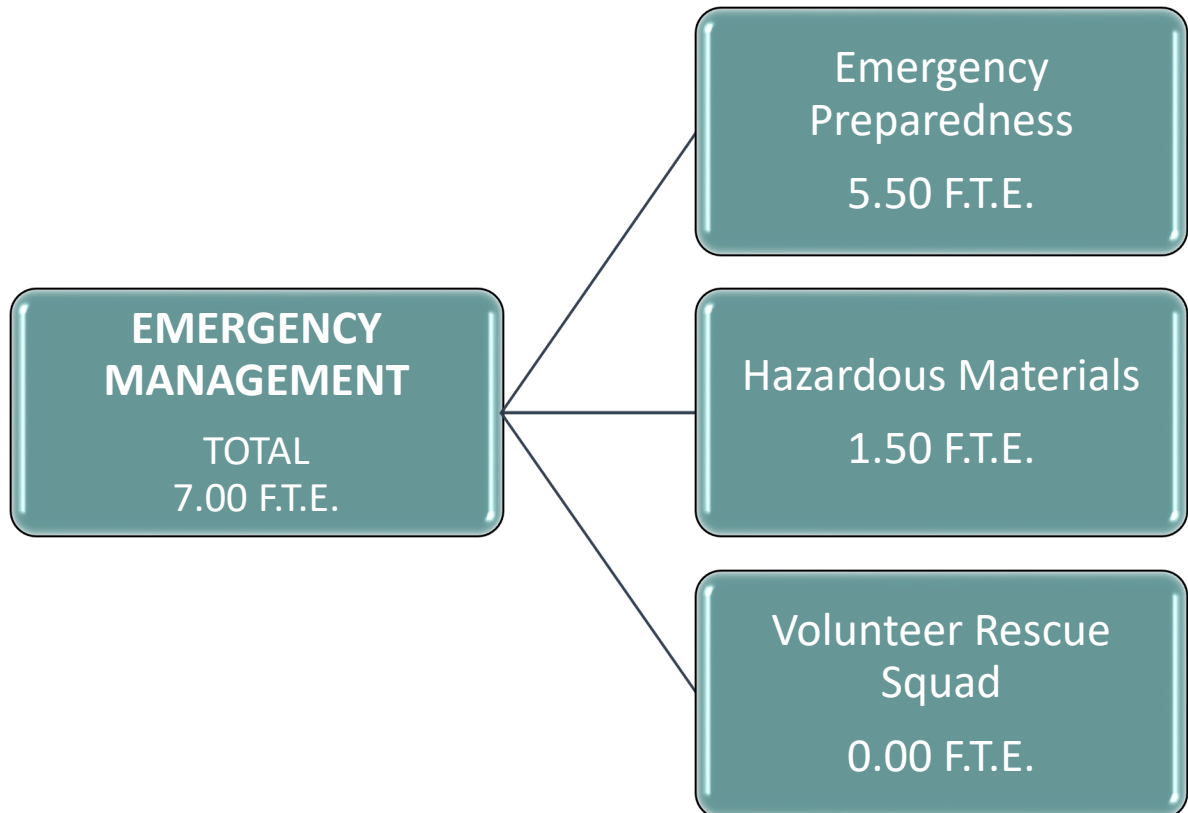 Emergency
Preparedness
5.50 F.T.E.
EMERGENCY
MANAGEMENT
TOTAL
7.00 F.T.E.
Hazardous Materials
1.50 F.T.E.
Volunteer Rescue
Squad
0.00 F.T.E.